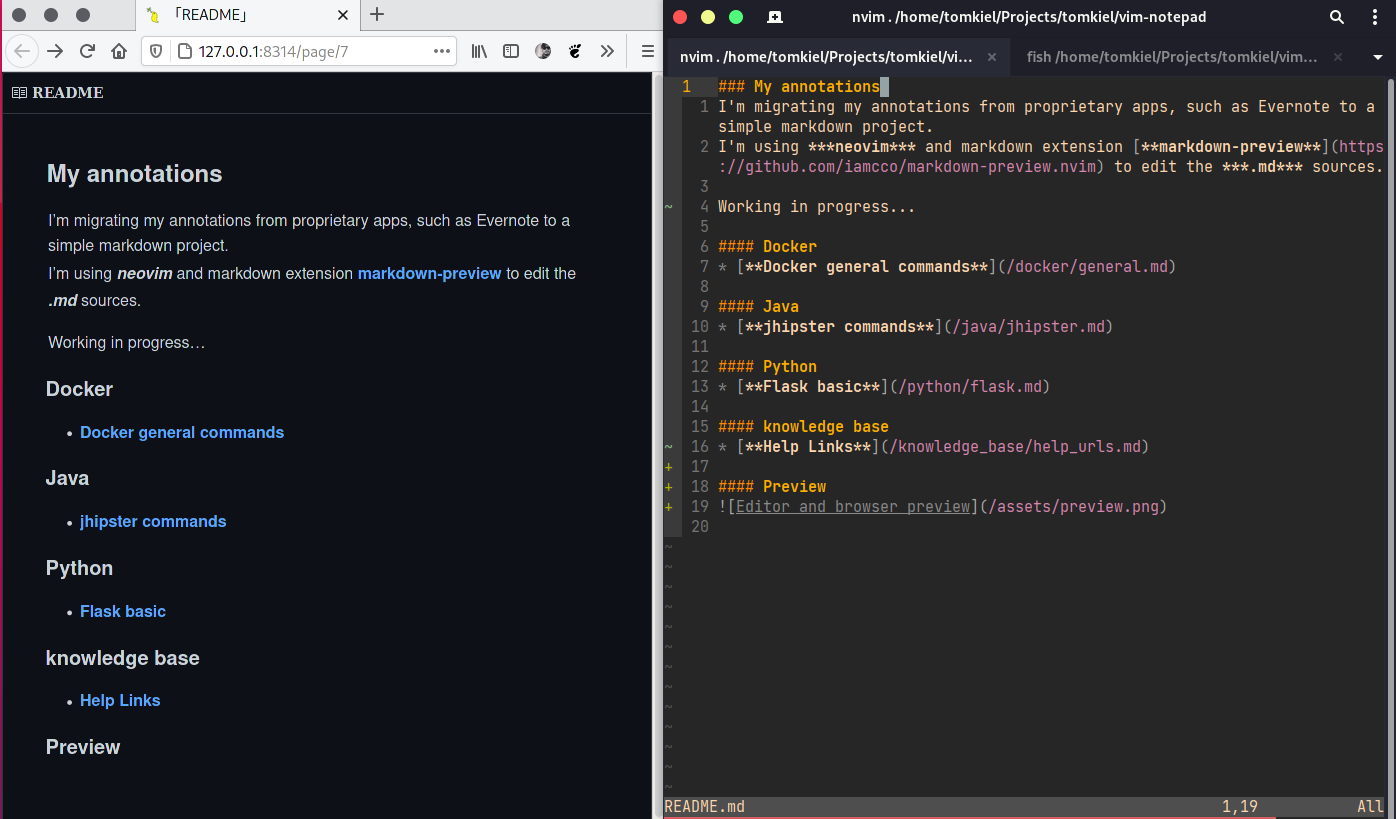 「README」
127.0.0.1:8314/page/7
README
My annotations
I'm migrating my annotations from proprietary apps, such as Evernote to a
simple markdown project.
I'm using neovim and markdown extension markdown-preview to edit the
.md sources.
Working in progress…
Docker
• Docker general commands
Java
• jhipster commands
Python
• Flask basic
knowledge base
• Help Links
Preview
nvim . /home/tomkiel/Projects/tomkiel/vim-notepad
nvim . /home/tomkiel/Projects/tomkiel/vi...
fish /home/tomkiel/Projects/tomkiel/vim...
1 ### My annotations
1 I'm migrating my annotations from proprietary apps, such as Evernote to a
simple markdown project.
2 I'm using ***neovim*** and markdown extension [**markdown-preview**](https
://github.com/iamcco/markdown-preview.nvim) to edit the ***.md*** sources.
3
~ 4 Working in progress...
5
6 #### Docker
7 * [**Docker general commands**](/docker/general.md)
8
9 #### Java
10 * [**jhipster commands**](/java/jhipster.md)
11
12 #### Python
13 * [**Flask basic**](/python/flask.md)
14
15 #### knowledge base
~ 16 * [**Help Links**](/knowledge_base/help_urls.md)
+ 17
+ 18 #### Preview
+ 19 ![Editor and browser preview](/assets/preview.png)
20
~
~
~
~
~
~
~
~
~
~
~
~
~
README.md 1,19 All